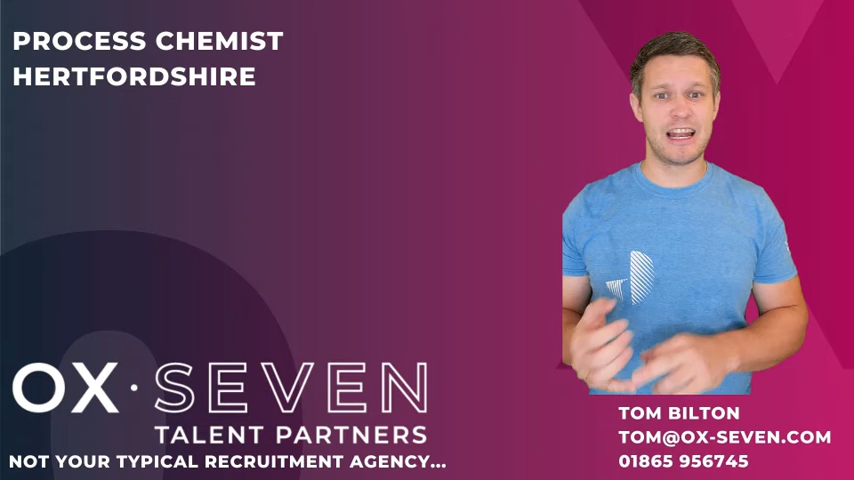 PROCESS CHEMIST
HERTFORDSHIRE
OX·SEVEN
TALENT PARTNERS
NOT YOUR TYPICAL RECRUITMENT AGENCY...
TOM BILTON
TOM@OX-SEVEN.COM
01865 956745